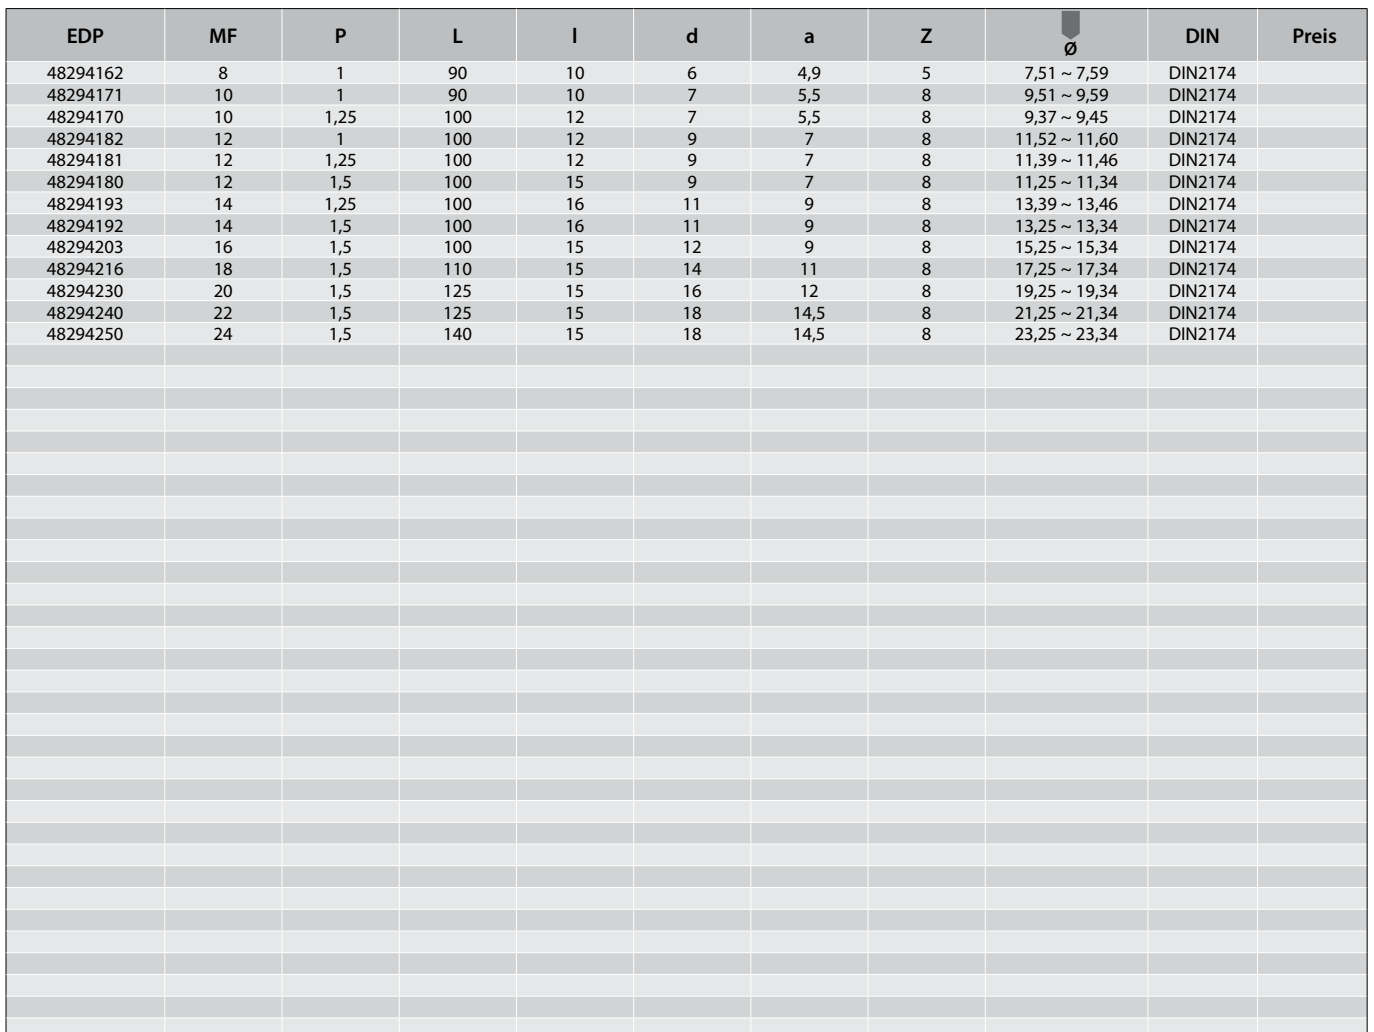 EDP MF P L l d a Z Ø DIN Preis
48294162 8 1 90 10 6 4,9 5 7,51 ~ 7,59 DIN2174
48294171 10 1 90 10 7 5,5 8 9,51 ~ 9,59 DIN2174
48294170 10 1,25 100 12 7 5,5 8 9,37 ~ 9,45 DIN2174
48294182 12 1 100 12 9 7 8 11,52 ~ 11,60 DIN2174
48294181 12 1,25 100 12 9 7 8 11,39 ~ 11,46 DIN2174
48294180 12 1,5 100 15 9 7 8 11,25 ~ 11,34 DIN2174
48294193 14 1,25 100 16 11 9 8 13,39 ~ 13,46 DIN2174
48294192 14 1,5 100 16 11 9 8 13,25 ~ 13,34 DIN2174
48294203 16 1,5 100 15 12 9 8 15,25 ~ 15,34 DIN2174
48294216 18 1,5 110 15 14 11 8 17,25 ~ 17,34 DIN2174
48294230 20 1,5 125 15 16 12 8 19,25 ~ 19,34 DIN2174
48294240 22 1,5 125 15 18 14,5 8 21,25 ~ 21,34 DIN2174
48294250 24 1,5 140 15 18 14,5 8 23,25 ~ 23,34 DIN2174